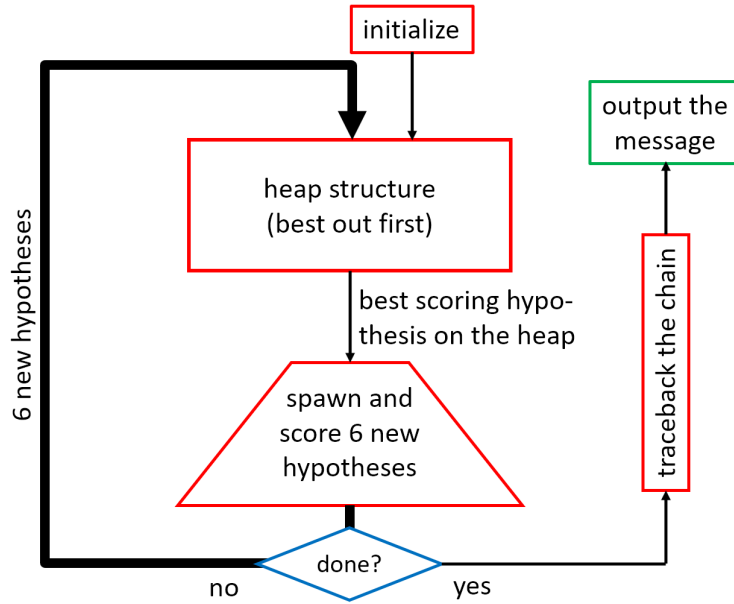 initialize
heap structure
(best out first)
best scoring hypo-
thesis on the heap
spawn and
score 6 new
hypotheses
done?
no
yes
6 new hypotheses
traceback the chain
output the
message